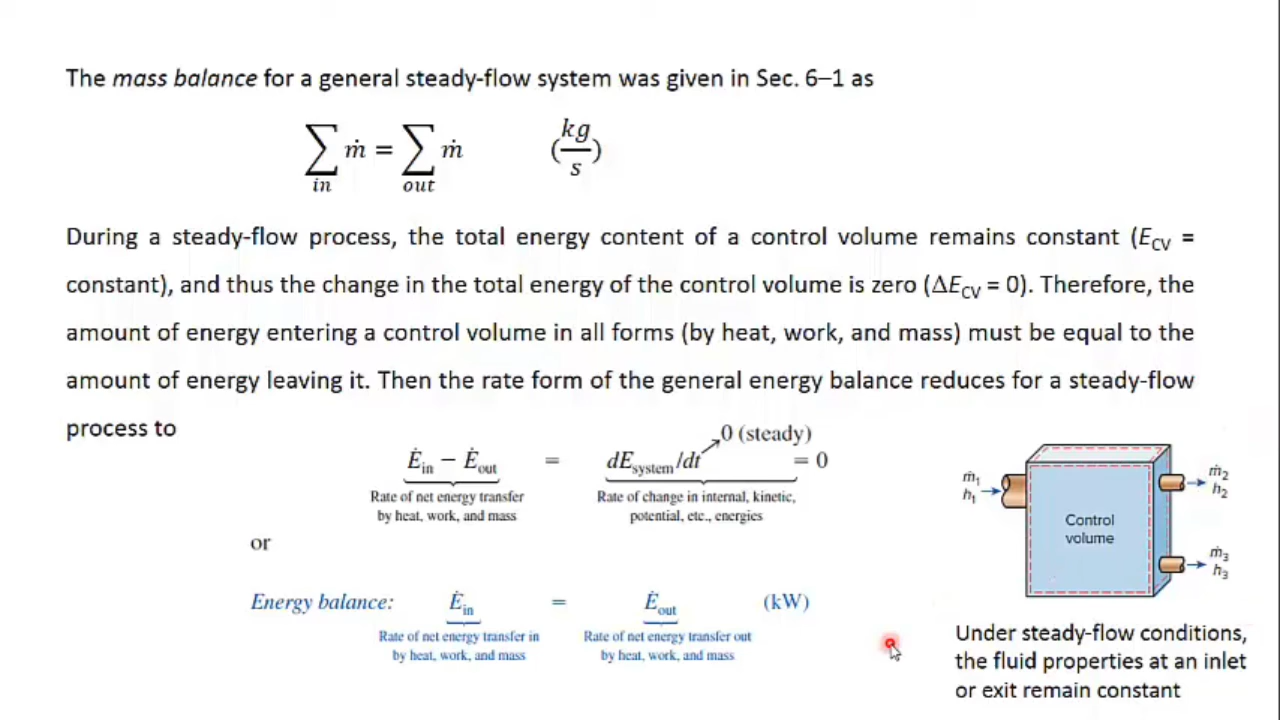 The mass balance for a general steady-flow system was given in Sec. 6–1 as
∑ ṁ = ∑ ṁ (kg/s)
in out
During a steady-flow process, the total energy content of a control volume remains constant (E_CV =
constant), and thus the change in the total energy of the control volume is zero (ΔE_CV = 0). Therefore, the
amount of energy entering a control volume in all forms (by heat, work, and mass) must be equal to the
amount of energy leaving it. Then the rate form of the general energy balance reduces for a steady-flow
process to
0 (steady)
Ė_in − Ė_out = dE_system/dt = 0
Rate of net energy transfer
by heat, work, and mass
Rate of change in internal, kinetic,
potential, etc., energies
or
Energy balance: Ė_in = Ė_out (kW)
Rate of net energy transfer in
by heat, work, and mass
Rate of net energy transfer out
by heat, work, and mass
ṁ₁
h₁
Control
volume
ṁ₂
h₂
ṁ₃
h₃
Under steady-flow conditions,
the fluid properties at an inlet
or exit remain constant